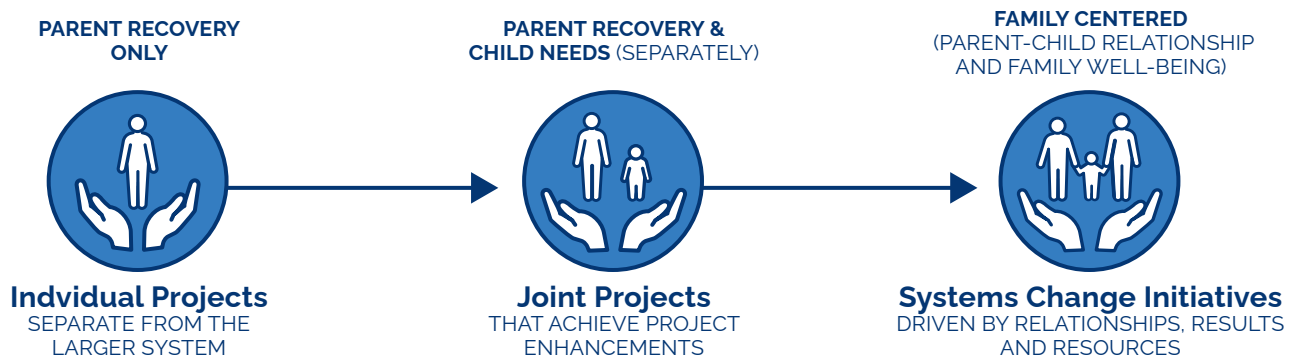 PARENT RECOVERY
ONLY
Indvidual Projects
SEPARATE FROM THE
LARGER SYSTEM
PARENT RECOVERY &
CHILD NEEDS (SEPARATELY)
Joint Projects
THAT ACHIEVE PROJECT
ENHANCEMENTS
FAMILY CENTERED
(PARENT-CHILD RELATIONSHIP
AND FAMILY WELL-BEING)
Systems Change Initiatives
DRIVEN BY RELATIONSHIPS, RESULTS
AND RESOURCES